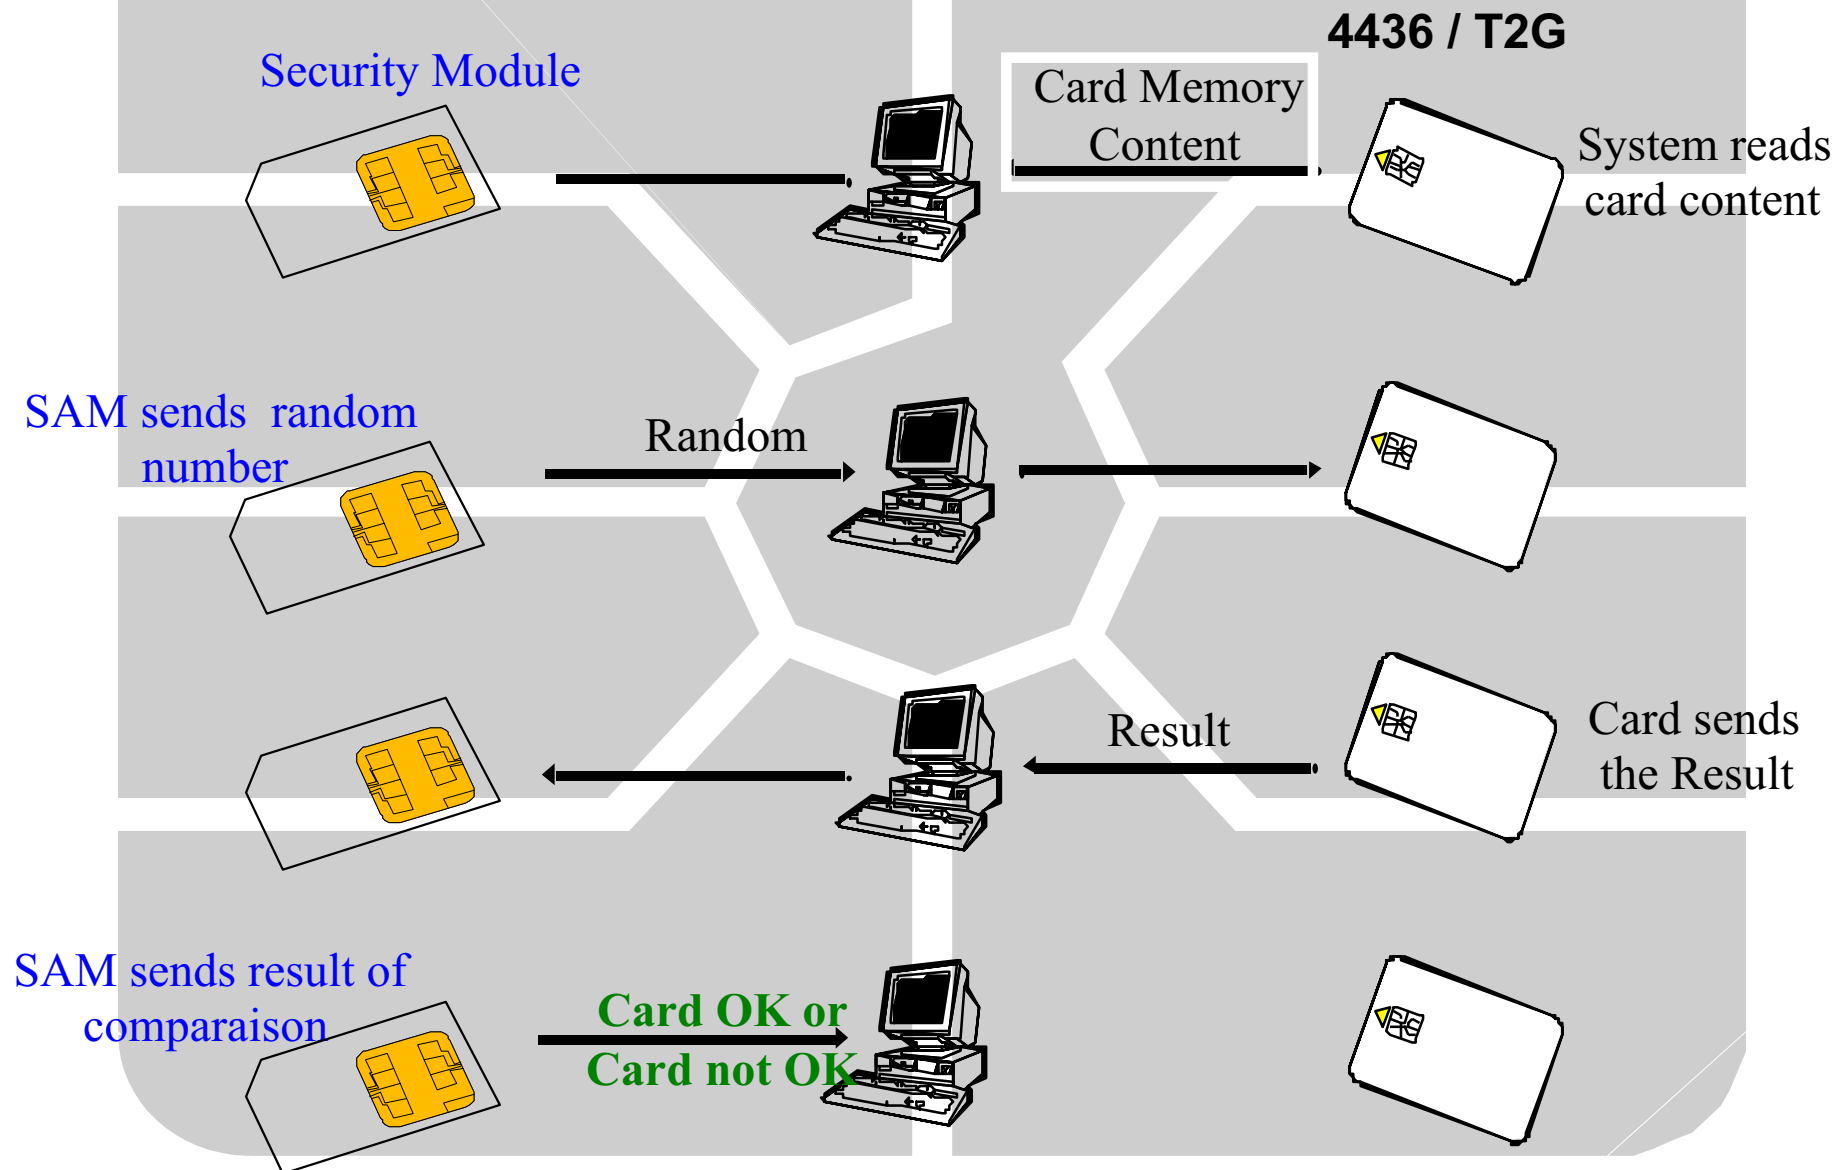 4436 / T2G
Security Module
Card Memory
Content
System reads
card content
SAM sends  random
number
Random
Result
Card sends
the Result
SAM sends result of
comparaison
Card OK or
Card not OK